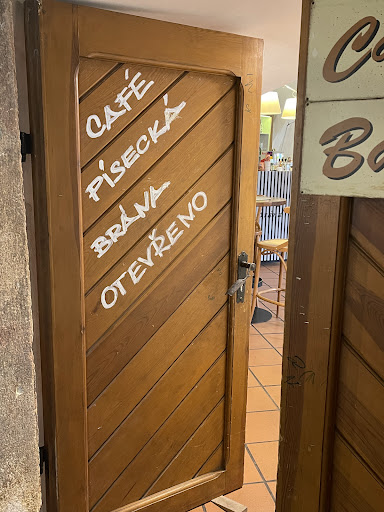 CAFÉ
PÍSECKÁ
BRÁNA
OTEVŘENO